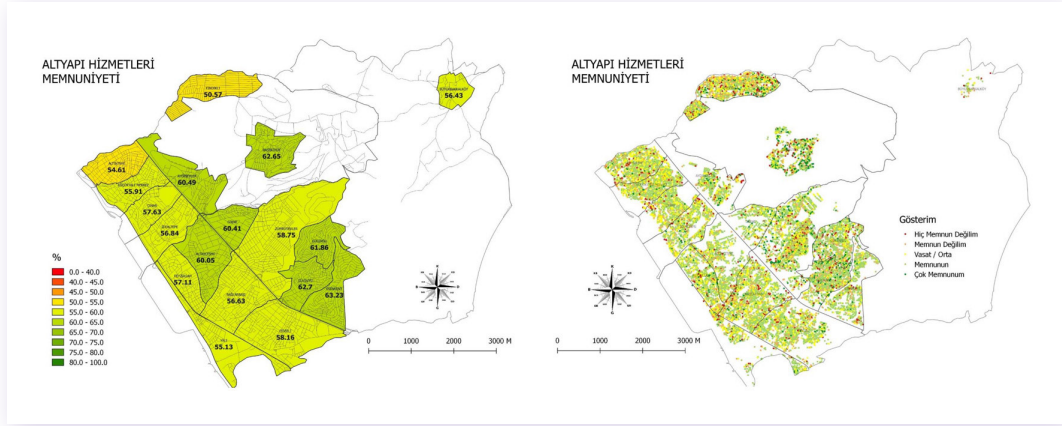 ALTYAPI HİZMETLERİ
MEMNUNİYETİ
50.57
56.43
62.65
54.61
60.49
55.91
57.63
60.41
56.84
58.75
61.86
60.05
57.11
62.7
63.23
56.63
58.16
55.13
%
0.0 - 40.0
40.0 - 45.0
45.0 - 50.0
50.0 - 55.0
55.0 - 60.0
60.0 - 65.0
65.0 - 70.0
70.0 - 75.0
75.0 - 80.0
80.0 - 100.0
0 1000 2000 3000 M
ALTYAPI HİZMETLERİ
MEMNUNİYETİ
Gösterim
Hiç Memnun Değilim
Memnun Değilim
Vasat / Orta
Memnunun
Çok Memnunum
0 1000 2000 3000 M